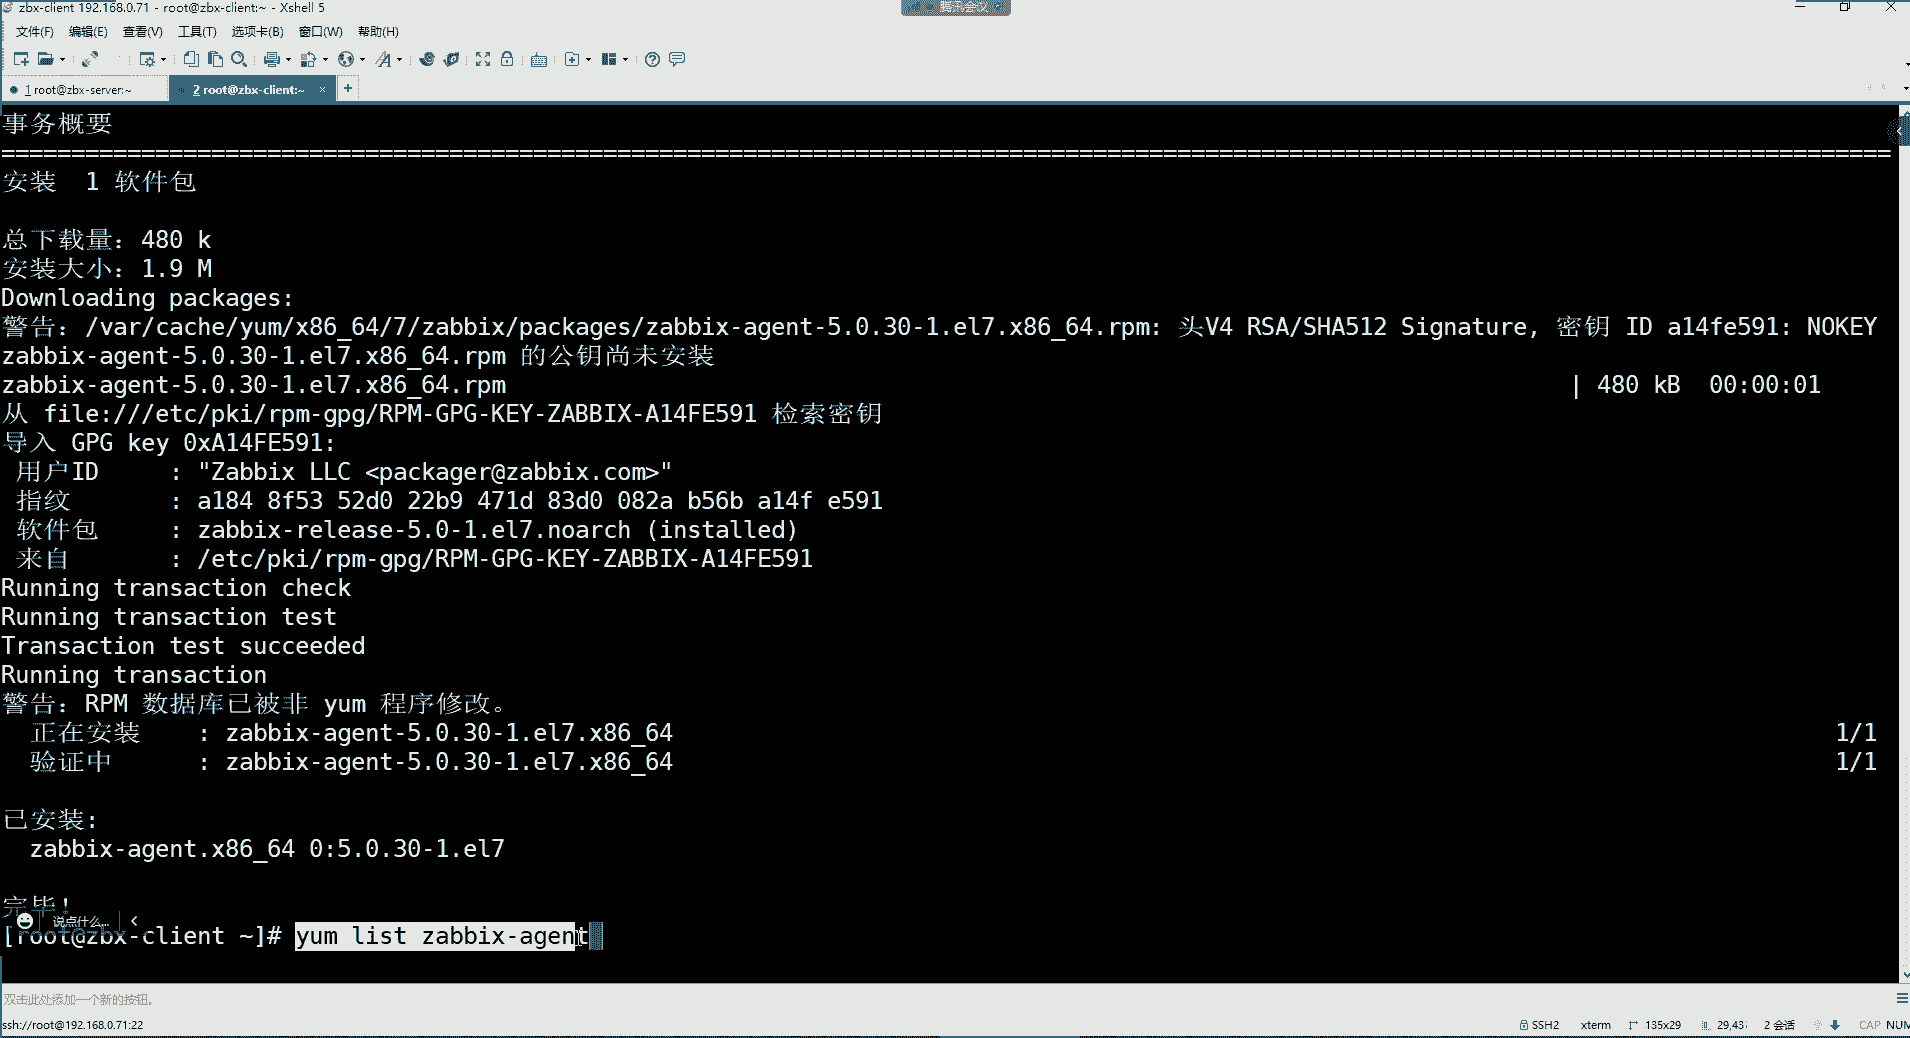 zbx-client 192.168.0.71 - root@zbx-client:~ - Xshell 5
腾讯会议
文件(F) 编辑(E) 查看(V) 工具(T) 选项卡(B) 窗口(W) 帮助(H)
1 root@zbx-server:~ 2 root@zbx-client:~ × +
事务概要
安装 1 软件包
总下载量：480 k
安装大小：1.9 M
Downloading packages:
警告：/var/cache/yum/x86_64/7/zabbix/packages/zabbix-agent-5.0.30-1.el7.x86_64.rpm: 头V4 RSA/SHA512 Signature, 密钥 ID a14fe591: NOKEY
zabbix-agent-5.0.30-1.el7.x86_64.rpm 的公钥尚未安装
zabbix-agent-5.0.30-1.el7.x86_64.rpm | 480 kB 00:00:01
从 file:///etc/pki/rpm-gpg/RPM-GPG-KEY-ZABBIX-A14FE591 检索密钥
导入 GPG key 0xA14FE591:
用户ID : "Zabbix LLC <packager@zabbix.com>"
指纹 : a184 8f53 52d0 22b9 471d 83d0 082a b56b a14f e591
软件包 : zabbix-release-5.0-1.el7.noarch (installed)
来自 : /etc/pki/rpm-gpg/RPM-GPG-KEY-ZABBIX-A14FE591
Running transaction check
Running transaction test
Transaction test succeeded
Running transaction
警告：RPM 数据库已被非 yum 程序修改。
正在安装 : zabbix-agent-5.0.30-1.el7.x86_64 1/1
验证中 : zabbix-agent-5.0.30-1.el7.x86_64 1/1
已安装:
zabbix-agent.x86_64 0:5.0.30-1.el7
完毕！
说点什么...
[root@zbx-client ~]# yum list zabbix-agent
双击此处添加一个新的按钮。
ssh://root@192.168.0.71:22 SSH2 xterm 135x29 29,43 2 会话 CAP NUM